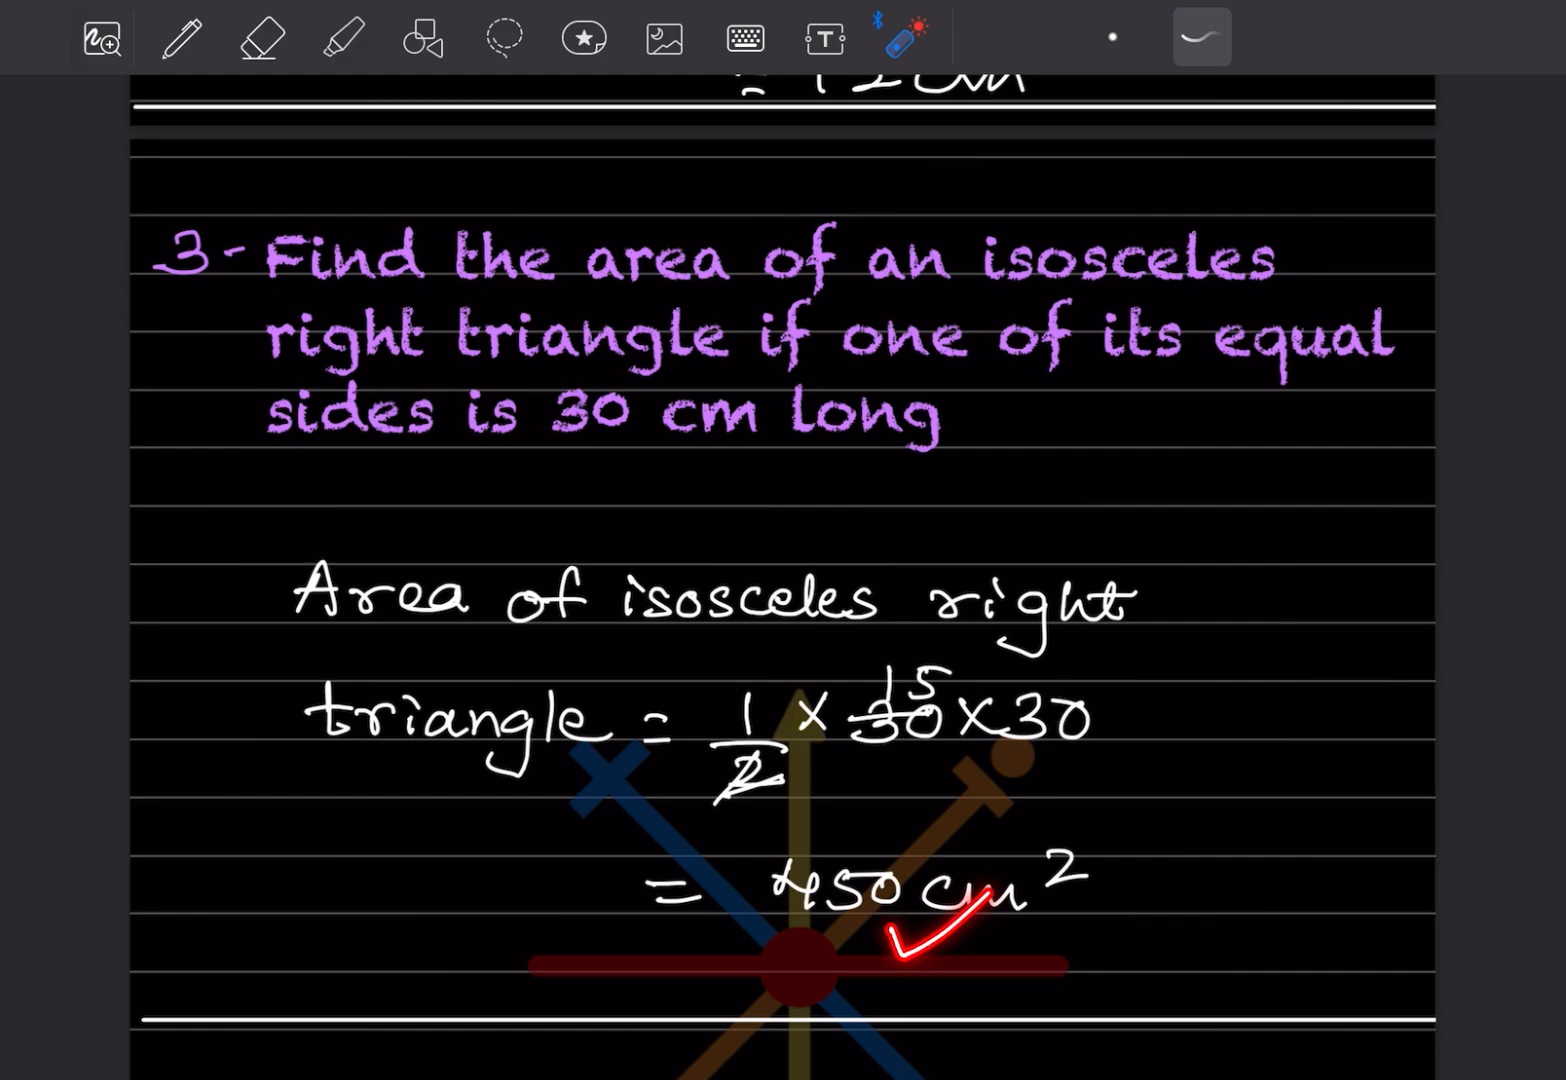 3- Find the area of an isosceles
right triangle if one of its equal
sides is 30 cm long
Area of isosceles right
15
triangle = 1/2 × 30 × 30
= 450 cm²